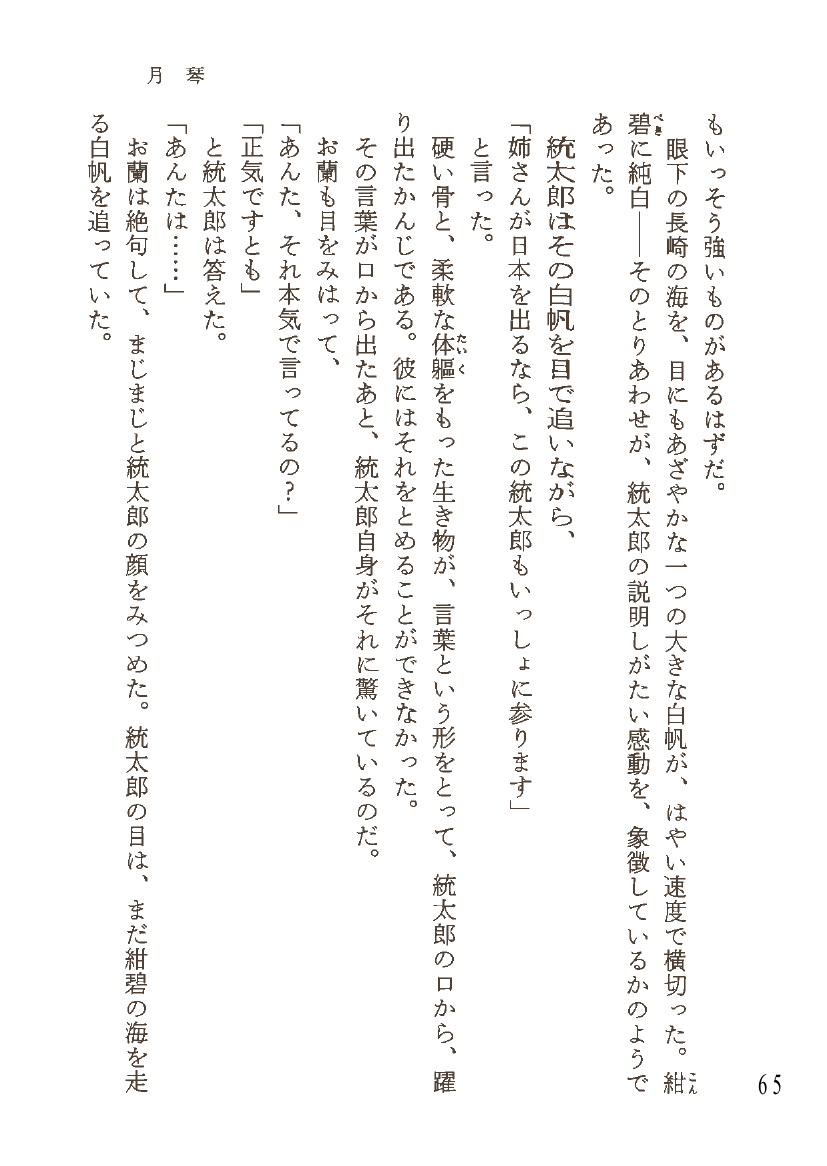 月琴
もいっそう強いものがあるはずだ。
眼下の長崎の海を、目にもあざやかな一つの大きな白帆が、はやい速度で横切った。紺
こん
碧に純白――そのとりあわせが、統太郎の説明しがたい感動を、象徴しているかのようで
ぺき
あった。
統太郎はその白帆を目で追いながら、
「姉さんが日本を出るなら、この統太郎もいっしょに参ります」
と言った。
硬い骨と、柔軟な体軀をもった生き物が、言葉という形をとって、統太郎の口から、躍
たいく
り出たかんじである。彼にはそれをとめることができなかった。
その言葉が口から出たあと、統太郎自身がそれに驚いているのだ。
お蘭も目をみはって、
「あんた、それ本気で言ってるの？」
「正気ですとも」
と統太郎は答えた。
「あんたは……」
お蘭は絶句して、まじまじと統太郎の顔をみつめた。統太郎の目は、まだ紺碧の海を走
る白帆を追っていた。
65